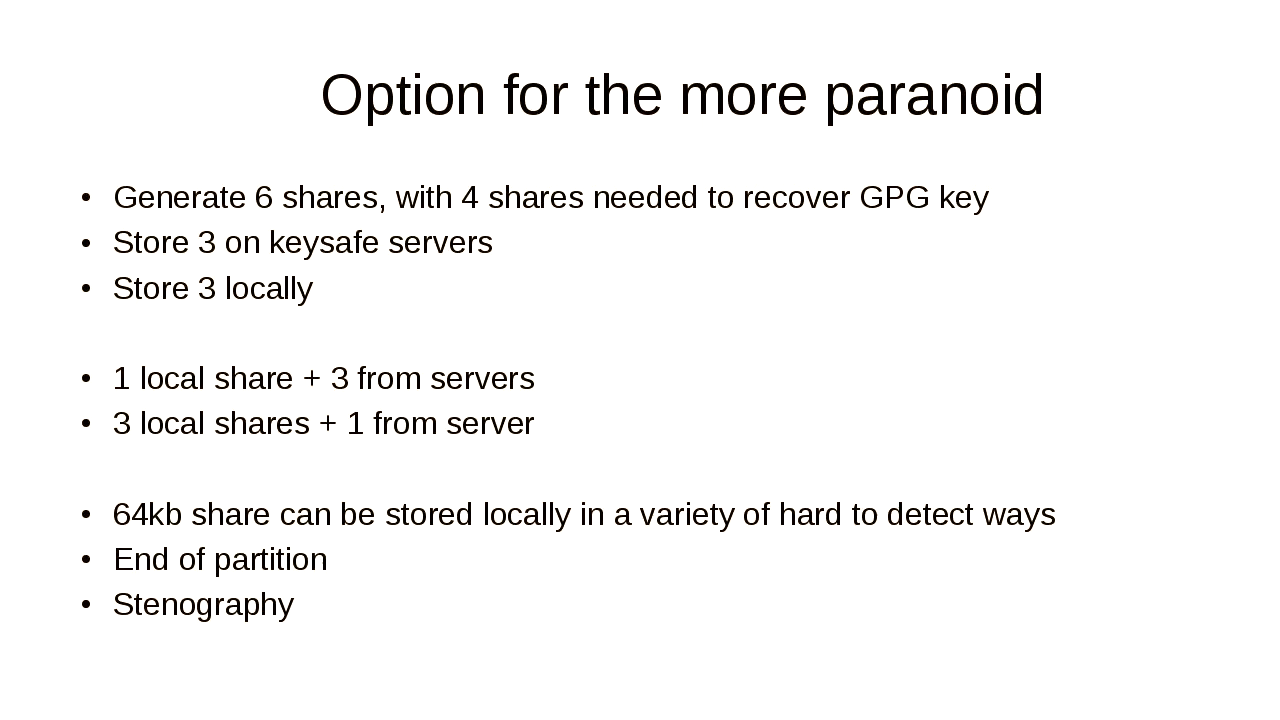 Option for the more paranoid
• Generate 6 shares, with 4 shares needed to recover GPG key
• Store 3 on keysafe servers
• Store 3 locally
• 1 local share + 3 from servers
• 3 local shares + 1 from server
• 64kb share can be stored locally in a variety of hard to detect ways
• End of partition
• Stenography